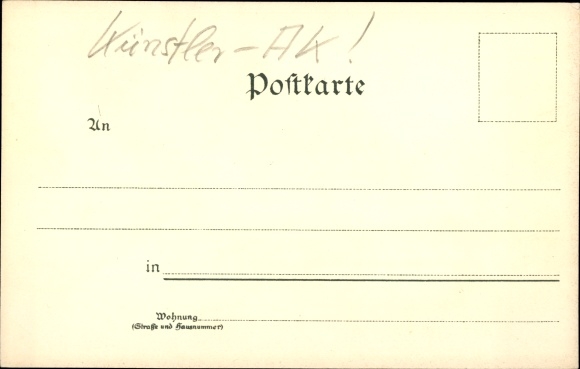 Künstler-AK!
Postkarte
An
in
Wohnung
(Straße und Hausnummer)